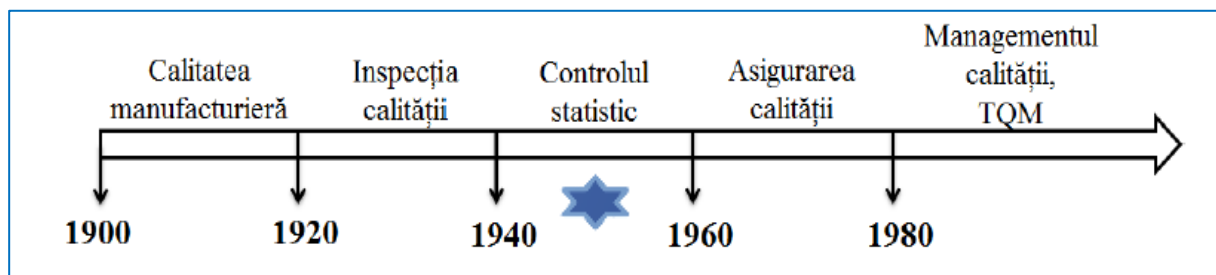 Calitatea
manufacturieră
Inspecția
calității
Controlul
statistic
Asigurarea
calității
Managementul
calității,
TQM
1900
1920
1940
1960
1980